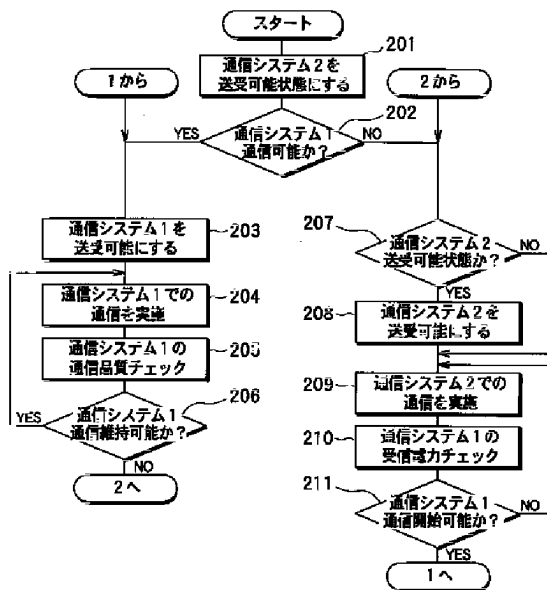 スタート
201
通信システム2を
送受可能状態にする
1から
2から
202
YES
通信システム1
通信可能か?
NO
203
通信システム1を
送受可能にする
204
通信システム1での
通信を実施
205
通信システム1の
通信品質チェック
206
YES
通信システム1
通信維持可能か?
NO
2へ
207
通信システム2
送受可能状態か?
NO
YES
208
通信システム2を
送受可能にする
209
通信システム2での
通信を実施
210
通信システム1の
受信電力チェック
211
通信システム1
通信開始可能か?
NO
YES
1へ